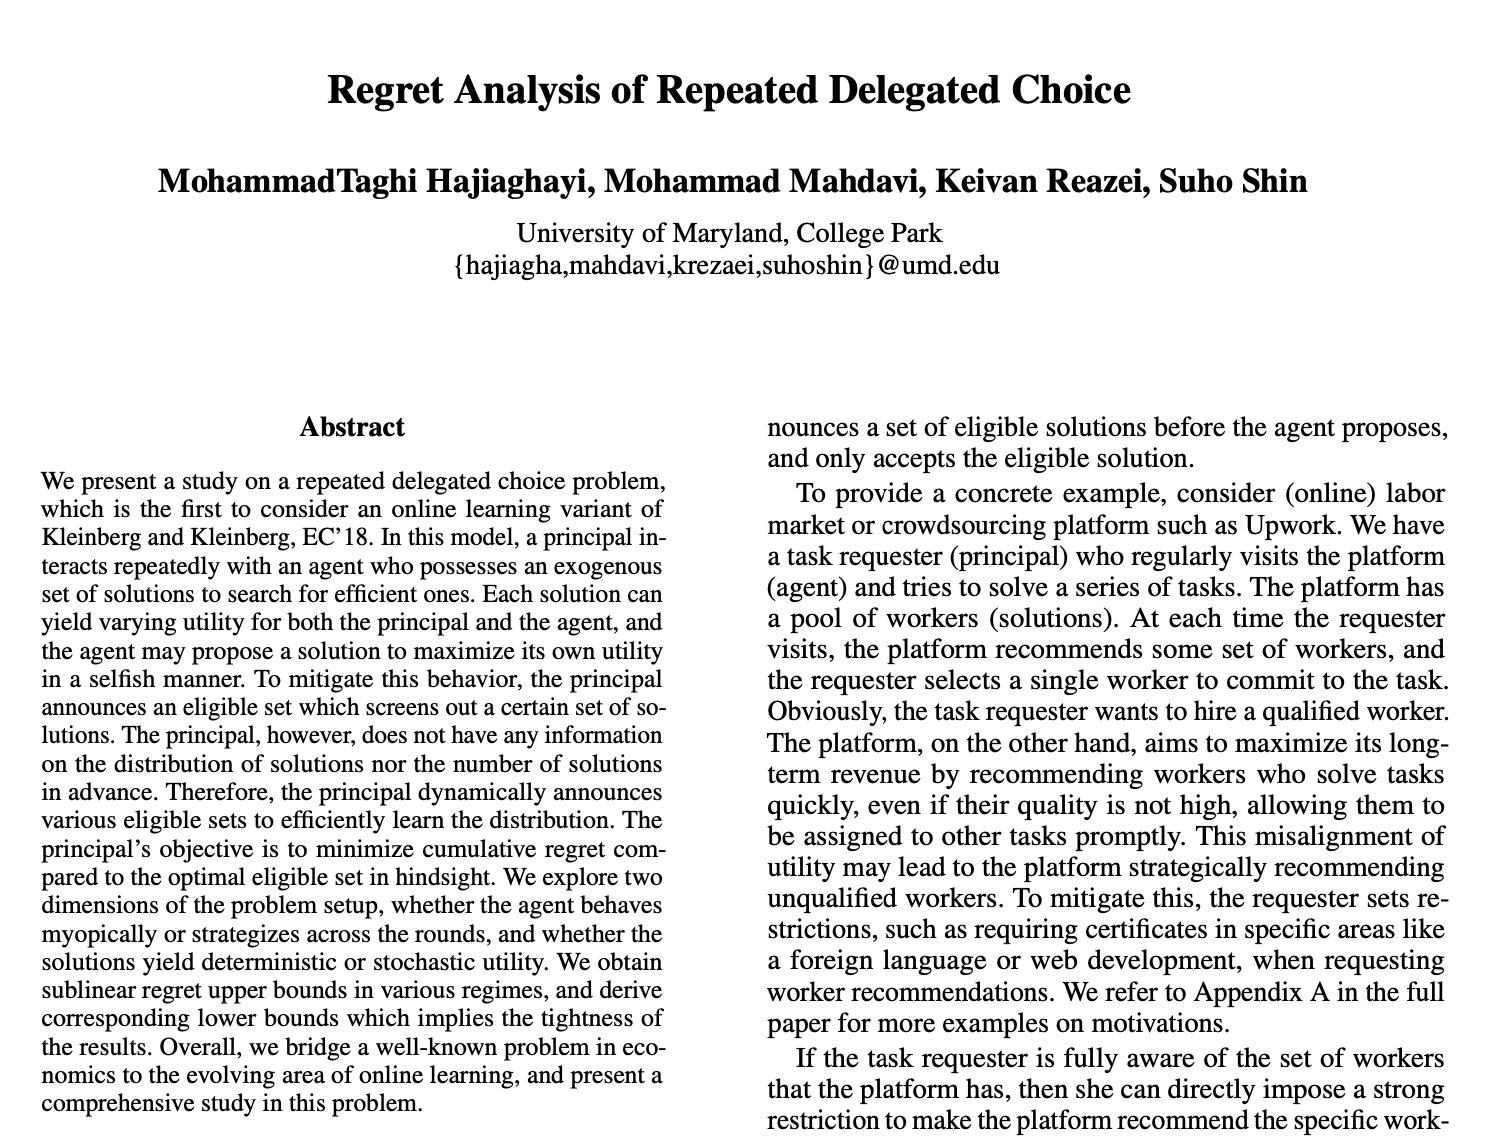 Regret Analysis of Repeated Delegated Choice
MohammadTaghi Hajiaghayi, Mohammad Mahdavi, Keivan Reazei, Suho Shin
University of Maryland, College Park
{hajiagha,mahdavi,krezaei,suhoshin}@umd.edu
Abstract
We present a study on a repeated delegated choice problem,
which is the first to consider an online learning variant of
Kleinberg and Kleinberg, EC’18. In this model, a principal in-
teracts repeatedly with an agent who possesses an exogenous
set of solutions to search for efficient ones. Each solution can
yield varying utility for both the principal and the agent, and
the agent may propose a solution to maximize its own utility
in a selfish manner. To mitigate this behavior, the principal
announces an eligible set which screens out a certain set of so-
lutions. The principal, however, does not have any information
on the distribution of solutions nor the number of solutions
in advance. Therefore, the principal dynamically announces
various eligible sets to efficiently learn the distribution. The
principal’s objective is to minimize cumulative regret com-
pared to the optimal eligible set in hindsight. We explore two
dimensions of the problem setup, whether the agent behaves
myopically or strategizes across the rounds, and whether the
solutions yield deterministic or stochastic utility. We obtain
sublinear regret upper bounds in various regimes, and derive
corresponding lower bounds which implies the tightness of
the results. Overall, we bridge a well-known problem in eco-
nomics to the evolving area of online learning, and present a
comprehensive study in this problem.
nounces a set of eligible solutions before the agent proposes,
and only accepts the eligible solution.
To provide a concrete example, consider (online) labor
market or crowdsourcing platform such as Upwork. We have
a task requester (principal) who regularly visits the platform
(agent) and tries to solve a series of tasks. The platform has
a pool of workers (solutions). At each time the requester
visits, the platform recommends some set of workers, and
the requester selects a single worker to commit to the task.
Obviously, the task requester wants to hire a qualified worker.
The platform, on the other hand, aims to maximize its long-
term revenue by recommending workers who solve tasks
quickly, even if their quality is not high, allowing them to
be assigned to other tasks promptly. This misalignment of
utility may lead to the platform strategically recommending
unqualified workers. To mitigate this, the requester sets re-
strictions, such as requiring certificates in specific areas like
a foreign language or web development, when requesting
worker recommendations. We refer to Appendix A in the full
paper for more examples on motivations.
If the task requester is fully aware of the set of workers
that the platform has, then she can directly impose a strong
restriction to make the platform recommend the specific work-